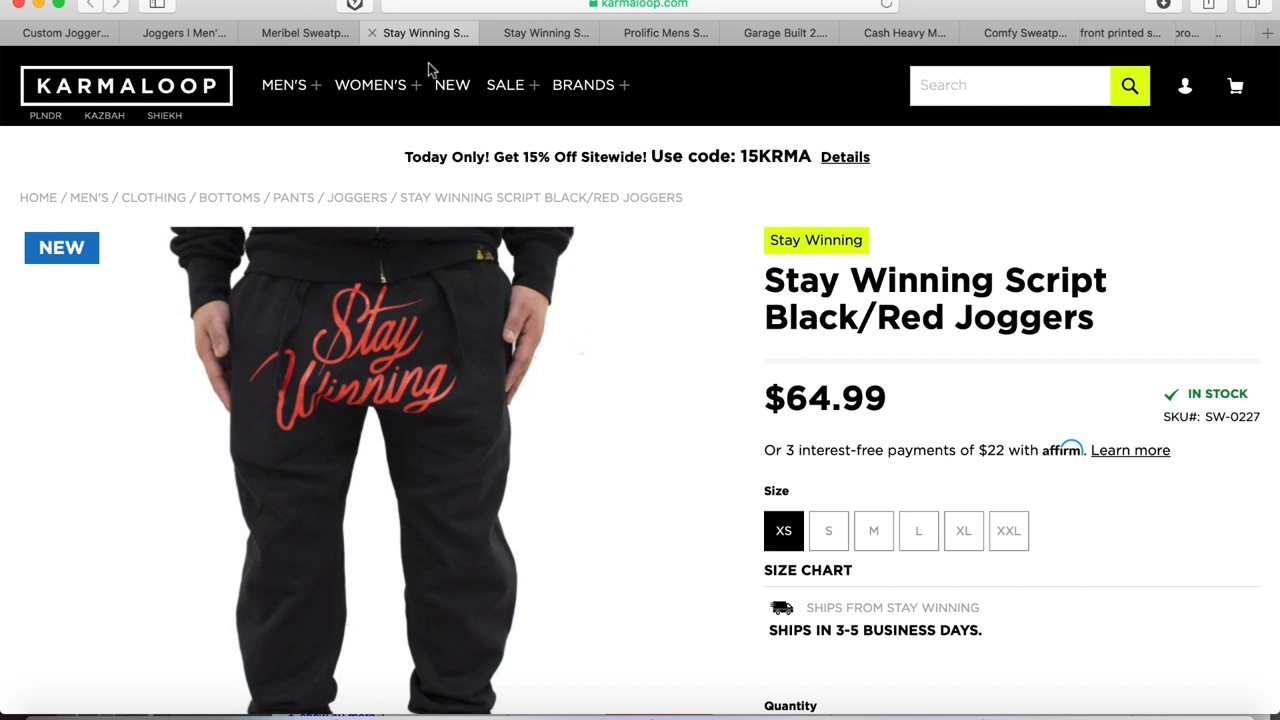 karmaloop.com
Custom Jogger...
Joggers I Men'...
Meribel Sweatp...
Stay Winning S...
Stay Winning S...
Prolific Mens S...
Garage Built 2....
Cash Heavy M...
Comfy Sweatp...
front printed s...
pro...
..
KARMALOOP
MEN'S + WOMEN'S + NEW SALE + BRANDS +
Search
PLNDR KAZBAH SHIEKH
Today Only! Get 15% Off Sitewide! Use code: 15KRMA Details
HOME / MEN'S / CLOTHING / BOTTOMS / PANTS / JOGGERS / STAY WINNING SCRIPT BLACK/RED JOGGERS
NEW
Stay
Winning
Stay Winning
Stay Winning Script
Black/Red Joggers
$64.99
IN STOCK
SKU#: SW-0227
Or 3 interest-free payments of $22 with affirm. Learn more
Size
XS S M L XL XXL
SIZE CHART
SHIPS FROM STAY WINNING
SHIPS IN 3-5 BUSINESS DAYS.
Quantity